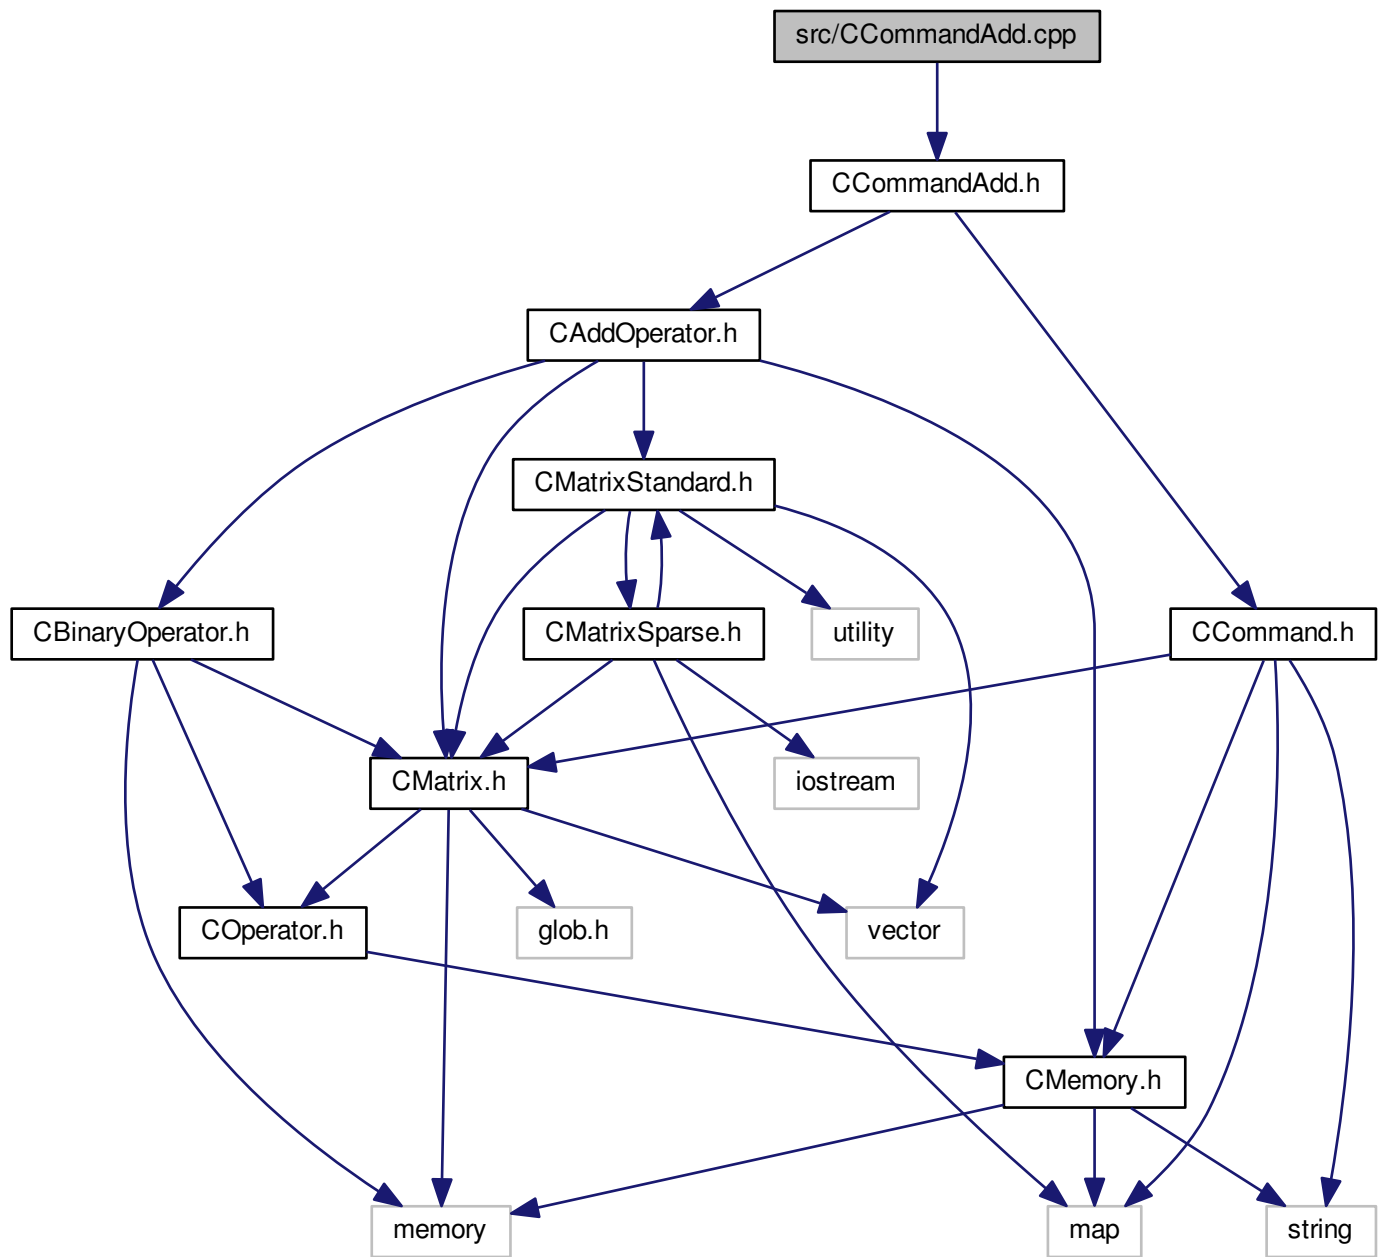 src/CCommandAdd.cpp
CCommandAdd.h
CAddOperator.h
CMatrixStandard.h
CBinaryOperator.h
CMatrixSparse.h
utility
CCommand.h
CMatrix.h
iostream
COperator.h
glob.h
vector
CMemory.h
memory
map
string